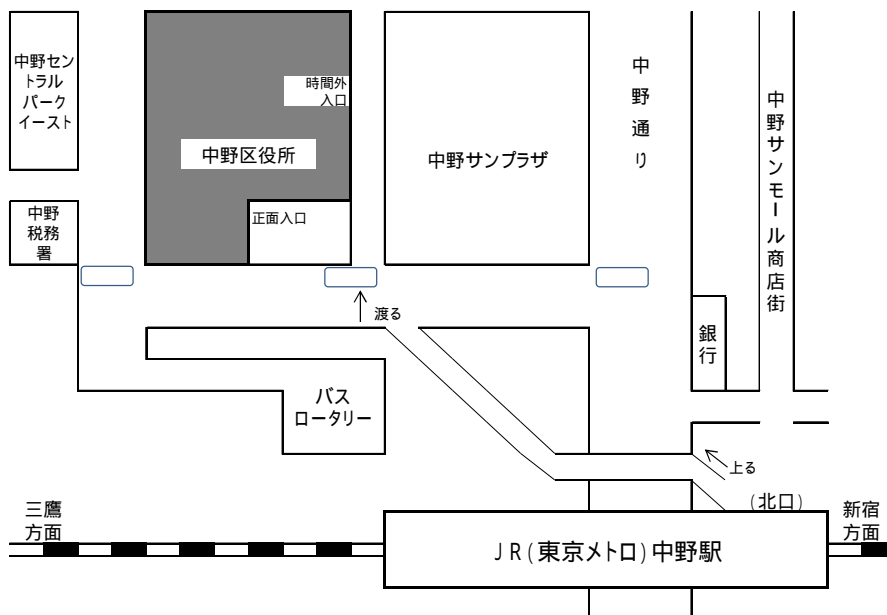 中野セン
トラル
パーク
イースト
時間外
入口
中野区役所
中野サンプラザ
中野通り
中野サンモール商店街
中野
税務
署
正面入口
渡る
銀
行
バス
ロータリー
上る
(北口)
三鷹
方面
新宿
方面
JR(東京メトロ)中野駅